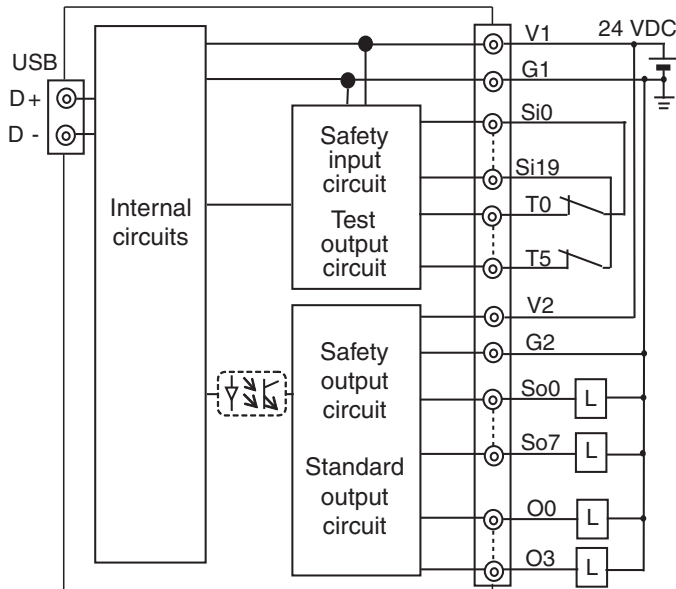 USB
D+
D -
Internal
circuits
Safety
input
circuit
Test
output
circuit
Safety
output
circuit
Standard
output
circuit
V1
24 VDC
G1
Si0
Si19
T0
T5
V2
G2
So0
L
So7
L
O0
L
O3
L